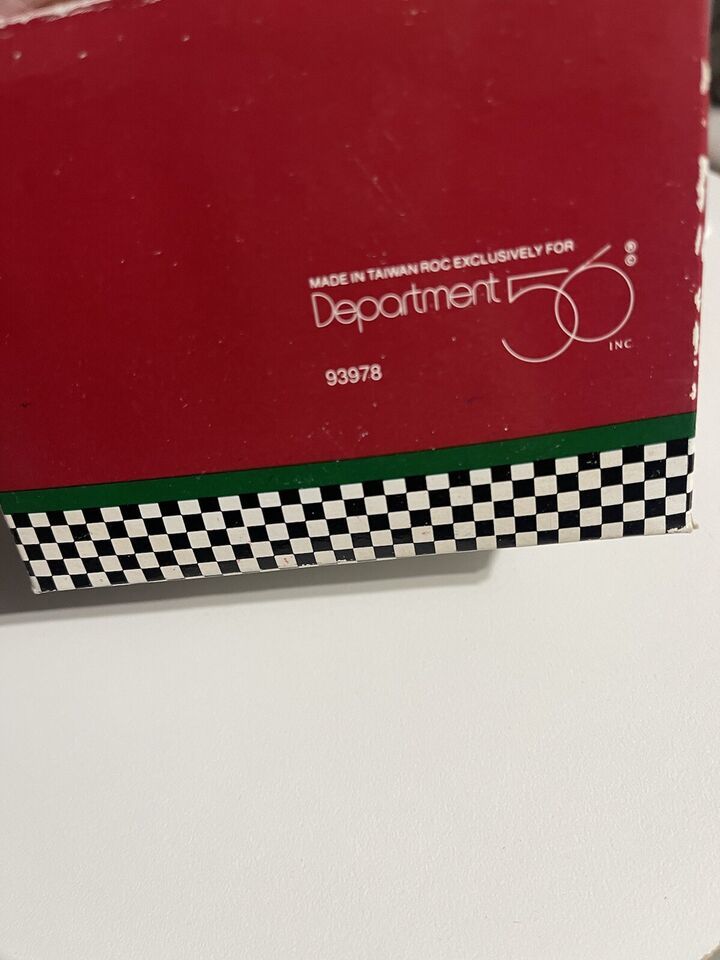 MADE IN TAIWAN ROC EXCLUSIVELY FOR
Department 56 ® ©
INC
93978